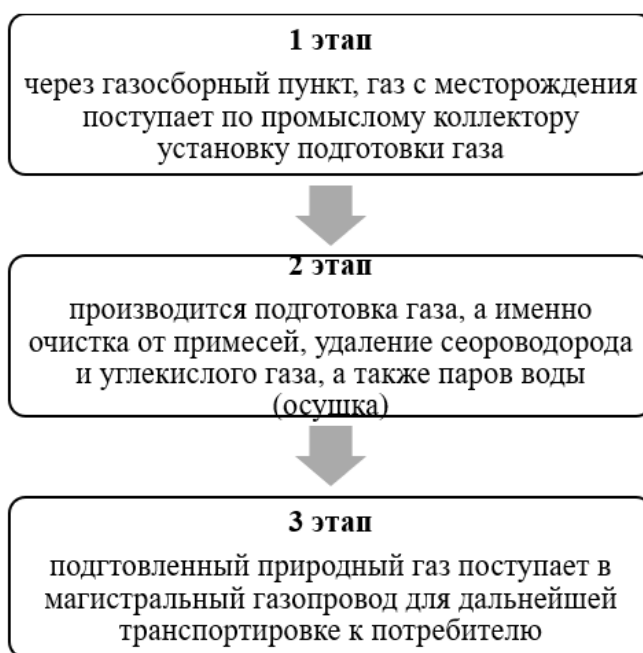 1 этап
через газосборный пункт, газ с месторождения
поступает по промыслому коллектору
установку подготовки газа
2 этап
производится подготовка газа, а именно
очистка от примесей, удаление сеороводорода
и углекислого газа, а также паров воды
(осушка)
3 этап
подгтовленный природный газ поступает в
магистральный газопровод для дальнейшей
транспортировке к потребителю